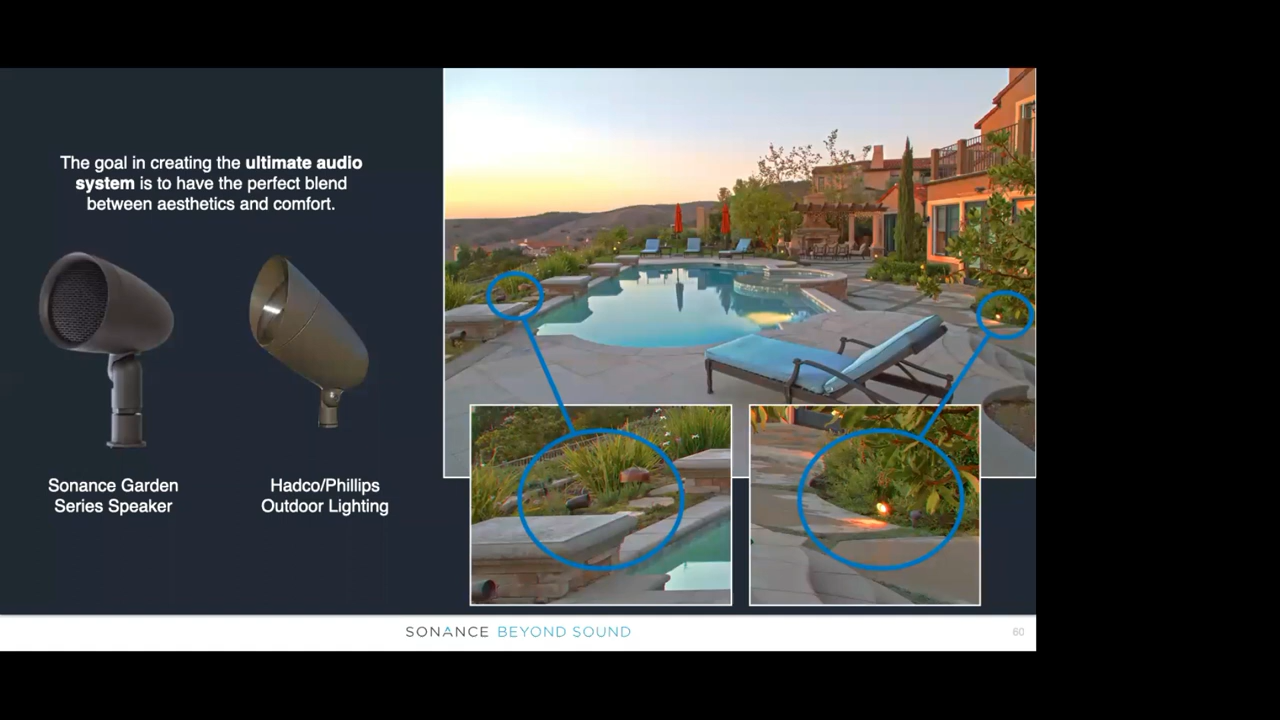 The goal in creating the ultimate audio
system is to have the perfect blend
between aesthetics and comfort.
Sonance Garden
Series Speaker
Hadco/Phillips
Outdoor Lighting
SONANCE BEYOND SOUND
60